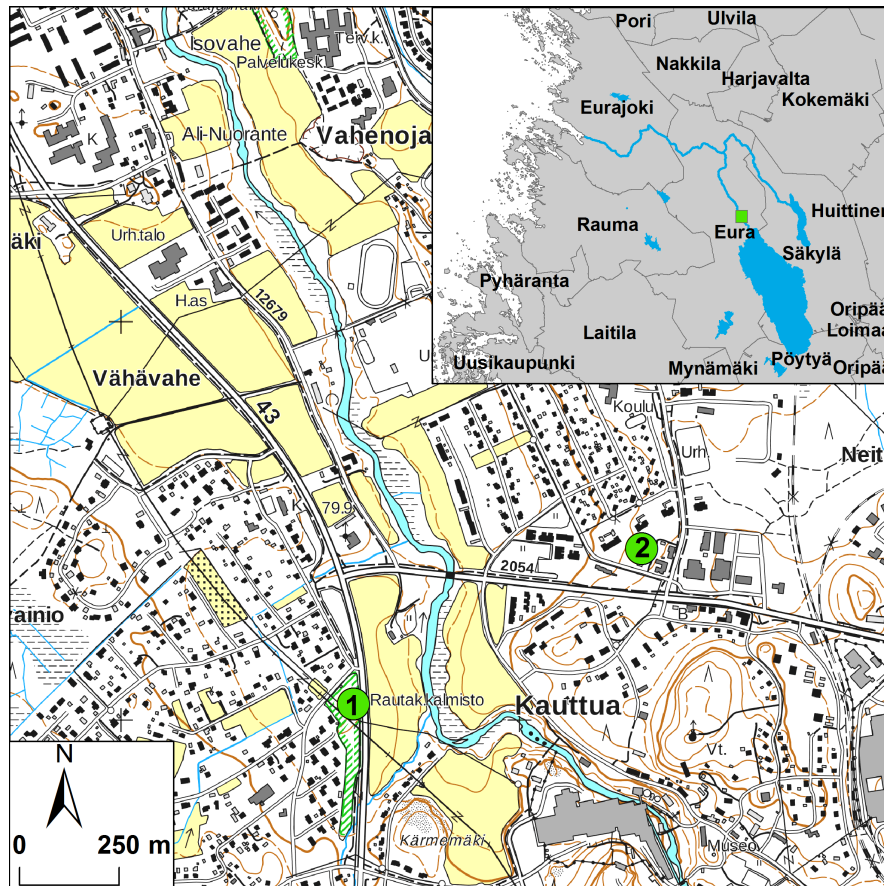 Isovahe
Terv.k.
Palvelukesk.
Ali-Nuorante
Vahenoja
K
äki
Urh.talo
H.as
12679
Vähävahe
43
K
79.9
Koulu
Urh.
Neit
2
2054
B
ainio
1
Rautak.kalmisto
Kauttua
Vt.
Kärmemäki
Museo
N
0
250 m
Pori
Ulvila
Nakkila
Harjavalta
Kokemäki
Eurajoki
Rauma
Eura
Huittinen
Säkylä
Pyhäranta
Laitila
Oripää
Loimaa
Uusikaupunki
Mynämäki
Pöytyä
Oripää